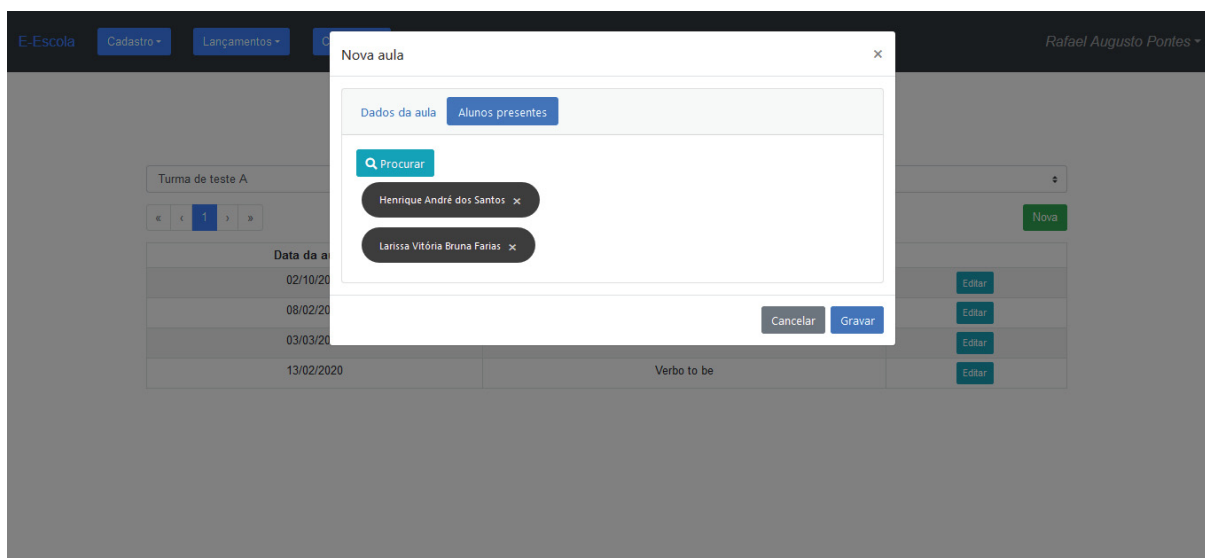 E-Escola Cadastro Lançamentos C Rafael Augusto Pontes
Nova aula ×
Dados da aula Alunos presentes
Procurar
Turma de teste A
Henrique André dos Santos ×
« ‹ 1 › » Nova
Larissa Vitória Bruna Farias ×
Data da a
02/10/20 Editar
08/02/20 Editar
Cancelar Gravar
03/03/20 Editar
13/02/2020 Verbo to be Editar